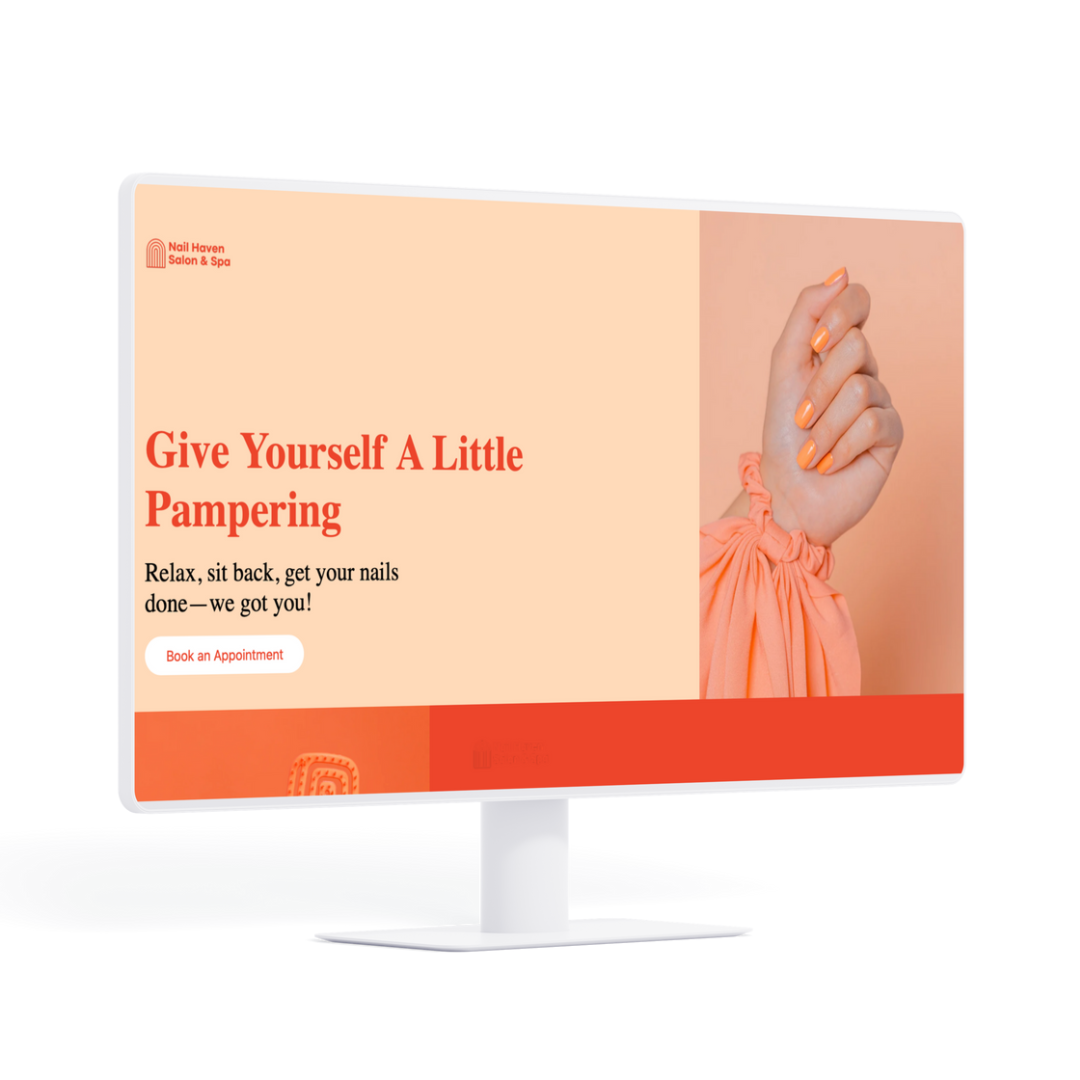 Nail Haven
Salon & Spa
Give Yourself A Little
Pampering
Relax, sit back, get your nails
done—we got you!
Book an Appointment